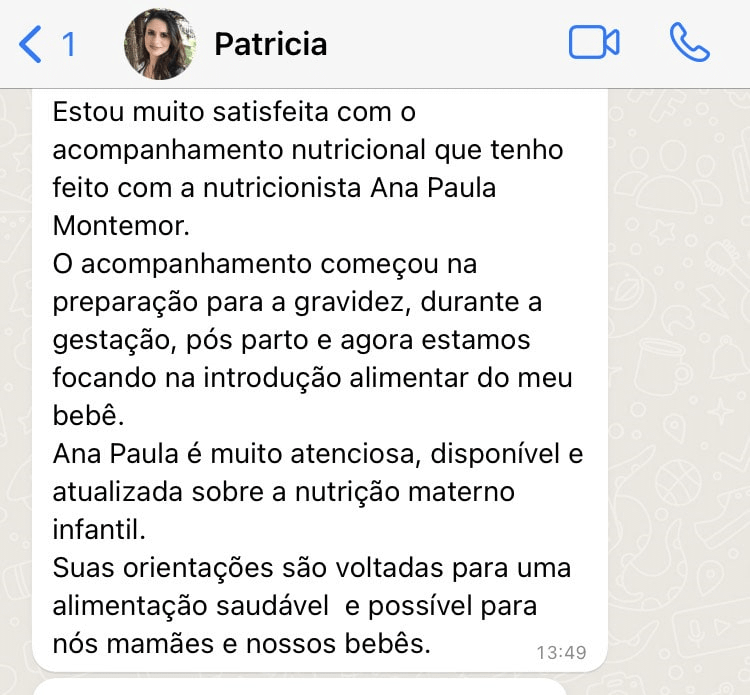 1
Patricia
Estou muito satisfeita com o
acompanhamento nutricional que tenho
feito com a nutricionista Ana Paula
Montemor.
O acompanhamento começou na
preparação para a gravidez, durante a
gestação, pós parto e agora estamos
focando na introdução alimentar do meu
bebê.
Ana Paula é muito atenciosa, disponível e
atualizada sobre a nutrição materno
infantil.
Suas orientações são voltadas para uma
alimentação saudável  e possível para
nós mamães e nossos bebês.
13:49